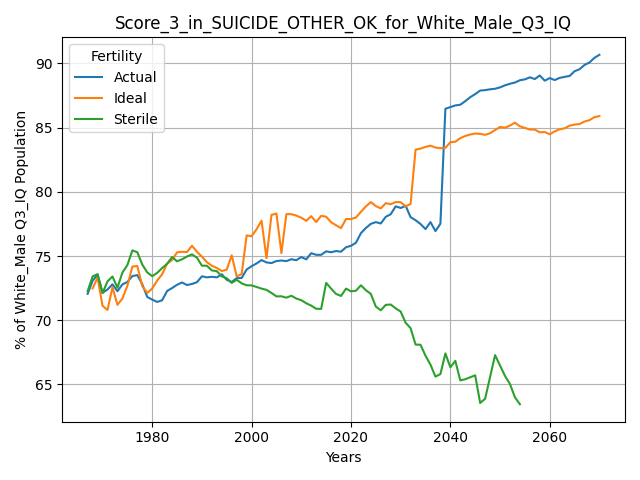 Score_3_in_SUICIDE_OTHER_OK_for_White_Male_Q3_IQ
Fertility
Actual
Ideal
Sterile
% of White_Male Q3_IQ Population
90
85
80
75
70
65
1980
2000
2020
2040
2060
Years